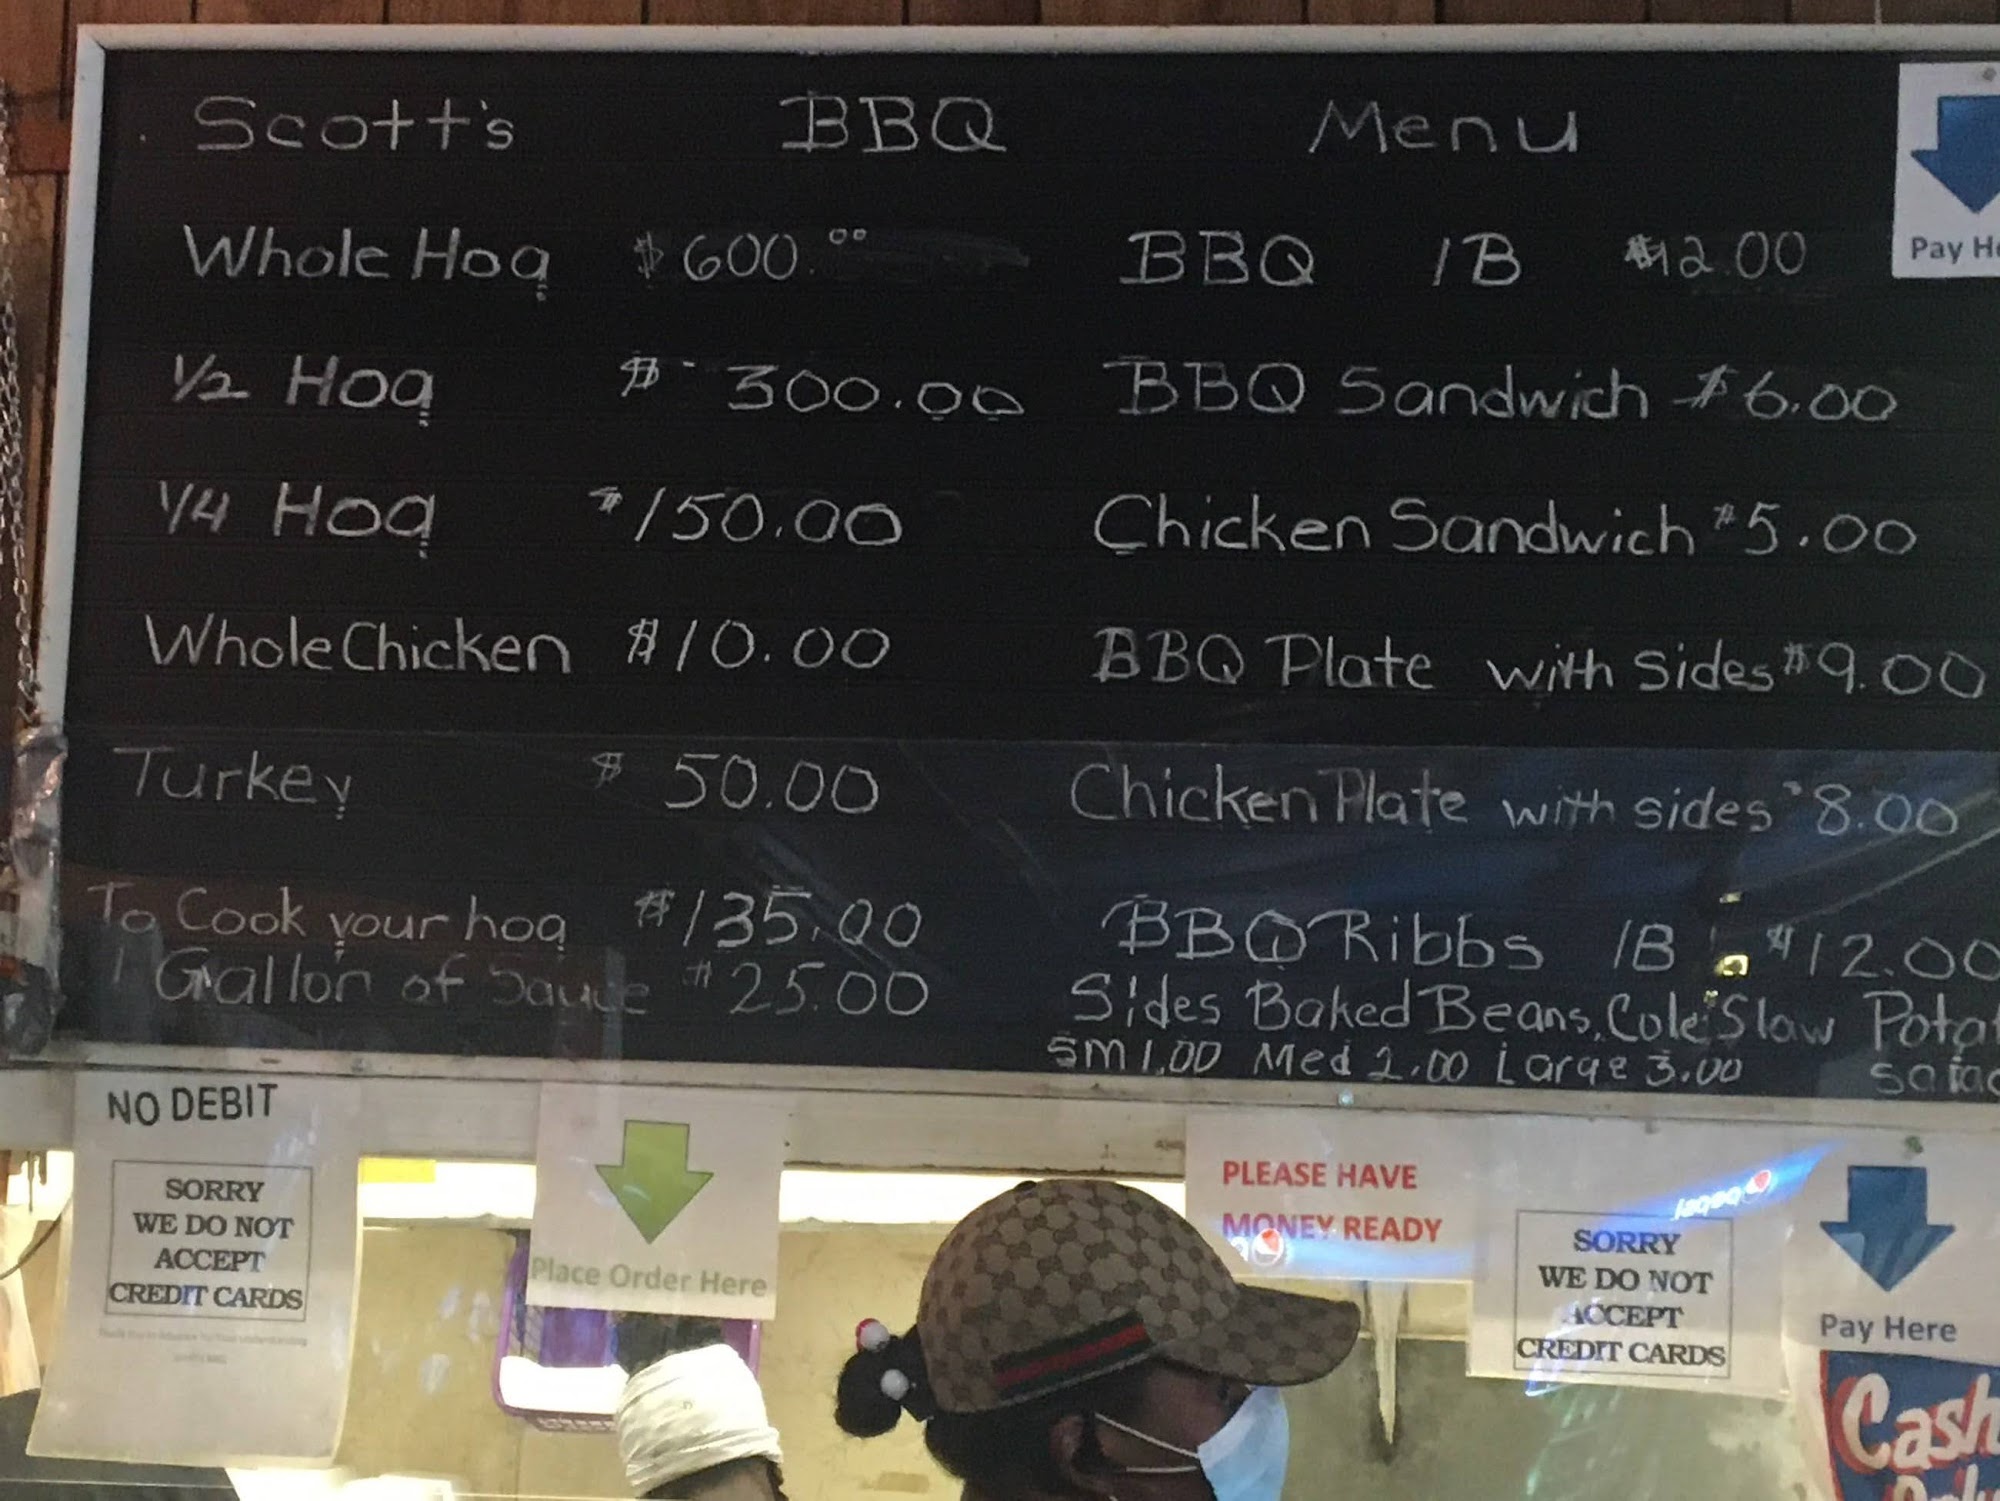 Scott's BBQ Menu
Whole Hog $600.00
1/2 Hog $300.00
1/4 Hog $150.00
Whole Chicken $10.00
Turkey $50.00
To Cook your hog $135.00
1 Gallon of Sauce $25.00
BBQ 1B $12.00
BBQ Sandwich $6.00
Chicken Sandwich $5.00
BBQ Plate with sides $9.00
Chicken Plate with sides $8.00
BBQ Ribbs 1B $12.00
Sides Baked Beans, Cole Slaw Pota
salad
SM 1.00 Med 2.00 Large 3.00
Pay He
NO DEBIT
SORRY
WE DO NOT
ACCEPT
CREDIT CARDS
Place Order Here
PLEASE HAVE
MONEY READY
pepsi
SORRY
WE DO NOT
ACCEPT
CREDIT CARDS
Pay Here
Cash